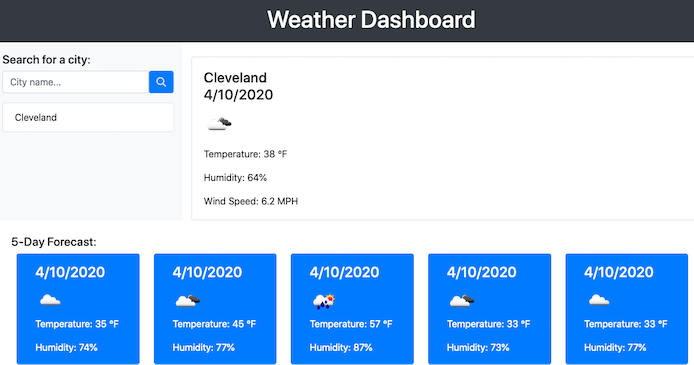 Weather Dashboard
Search for a city:
City name...
Cleveland
Cleveland
4/10/2020
Temperature: 38 °F
Humidity: 64%
Wind Speed: 6.2 MPH
5-Day Forecast:
4/10/2020
Temperature: 35 °F
Humidity: 74%
4/10/2020
Temperature: 45 °F
Humidity: 77%
4/10/2020
Temperature: 57 °F
Humidity: 87%
4/10/2020
Temperature: 33 °F
Humidity: 73%
4/10/2020
Temperature: 33 °F
Humidity: 77%